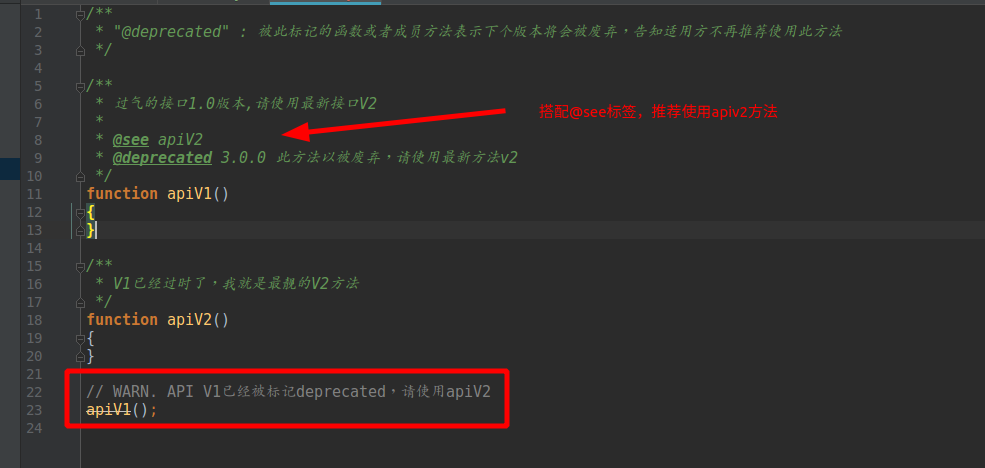 1 /**
2 * "@deprecated" : 被此标记的函数或者成员方法表示下个版本将会被废弃，告知适用方不再推荐使用此方法
3 */
4
5 /**
6 * 过气的接口1.0版本,请使用最新接口V2
7 *
搭配@see标签，推荐使用apiv2方法
8 * @see apiV2
9 * @deprecated 3.0.0 此方法以被废弃，请使用最新方法v2
10 */
11 function apiV1()
12 {
13 }
14
15 /**
16 * V1已经过时了，我就是最靓的V2方法
17 */
18 function apiV2()
19 {
20 }
21
22 // WARN. API V1已经被标记deprecated，请使用apiV2
23 apiV1();
24